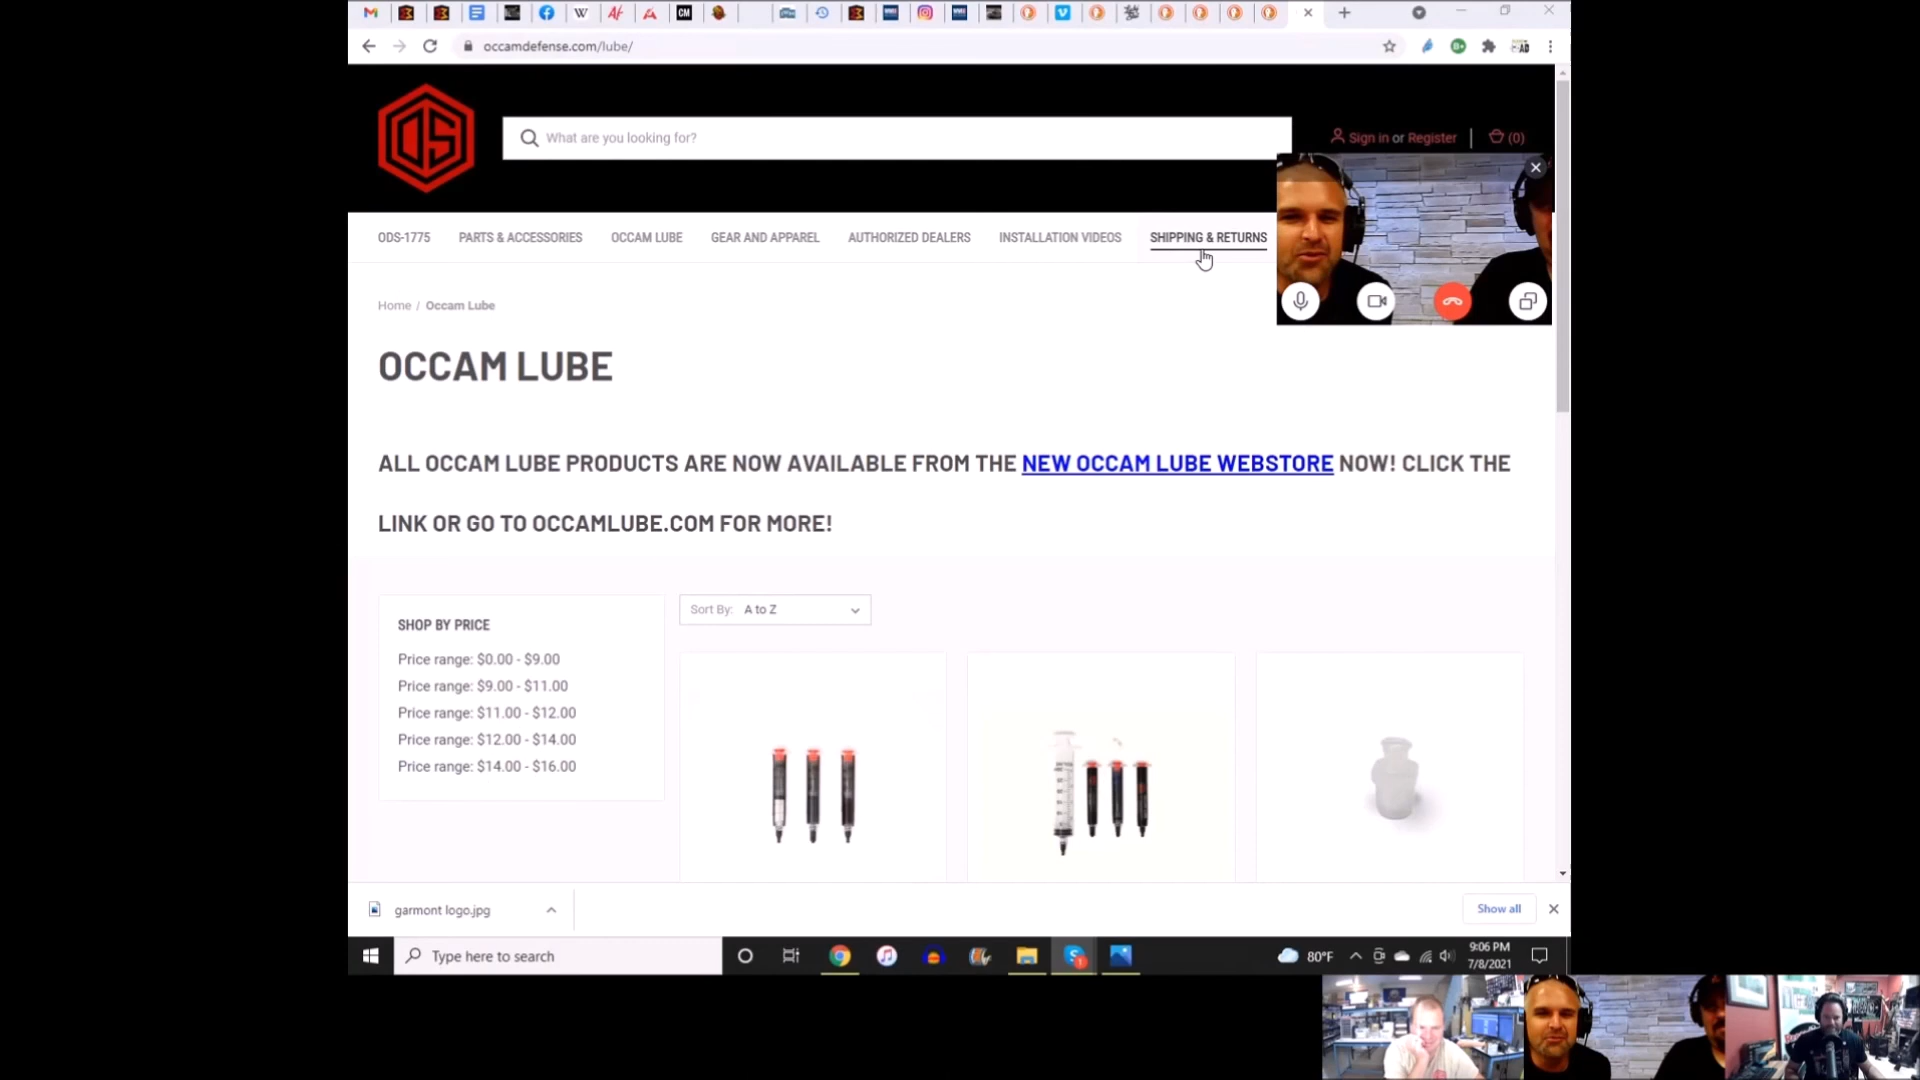 occamdefense.com/lube/
What are you looking for?
Sign in or Register (0)
ODS-1775 PARTS & ACCESSORIES OCCAM LUBE GEAR AND APPAREL AUTHORIZED DEALERS INSTALLATION VIDEOS SHIPPING & RETURNS
Home / Occam Lube
OCCAM LUBE
ALL OCCAM LUBE PRODUCTS ARE NOW AVAILABLE FROM THE NEW OCCAM LUBE WEBSTORE NOW! CLICK THE
LINK OR GO TO OCCAMLUBE.COM FOR MORE!
SHOP BY PRICE
Price range: $0.00 - $9.00
Price range: $9.00 - $11.00
Price range: $11.00 - $12.00
Price range: $12.00 - $14.00
Price range: $14.00 - $16.00
Sort By: A to Z
garmont logo.jpg
Show all
Type here to search
80°F
9:06 PM
7/8/2021